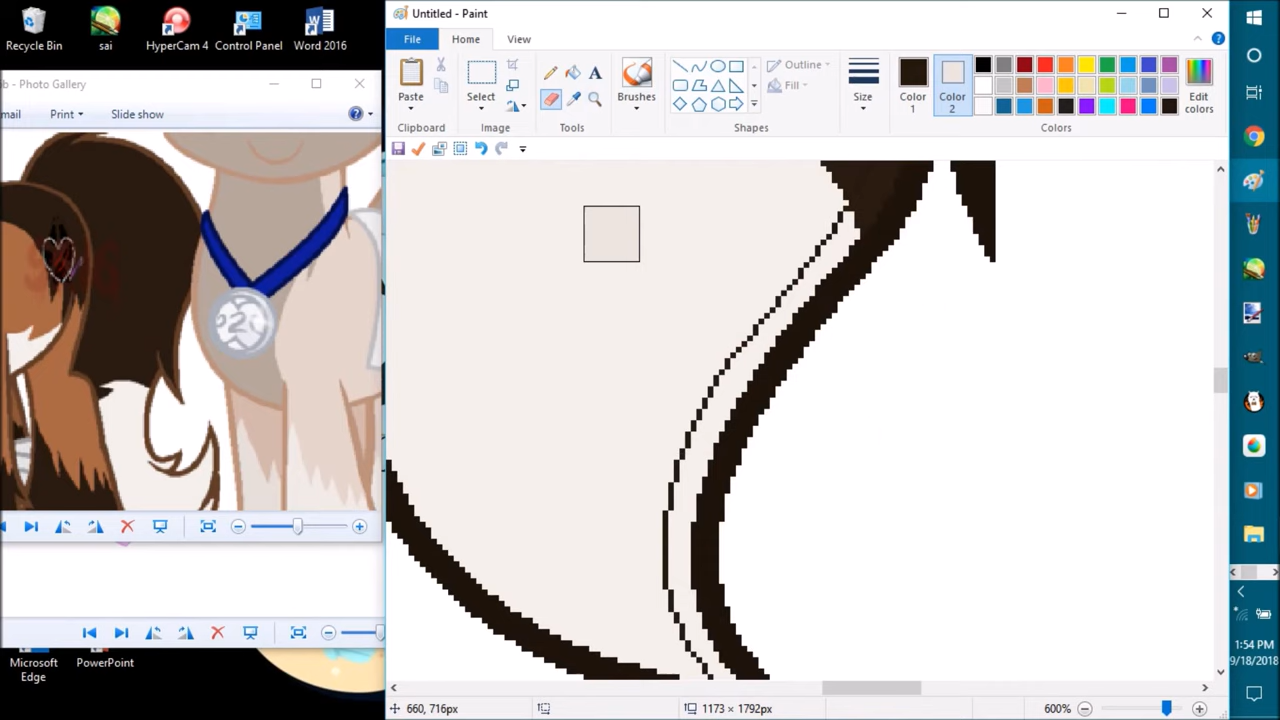 Recycle Bin
sai
HyperCam 4
Control Panel
Word 2016
b - Photo Gallery
mail
Print
Slide show
Untitled - Paint
File
Home
View
Paste
Select
Brushes
Outline
Fill
Size
Color 1
Color 2
Edit colors
Clipboard
Image
Tools
Shapes
Colors
Microsoft Edge
PowerPoint
660, 716px
1173 × 1792px
600%
1:54 PM
9/18/2018